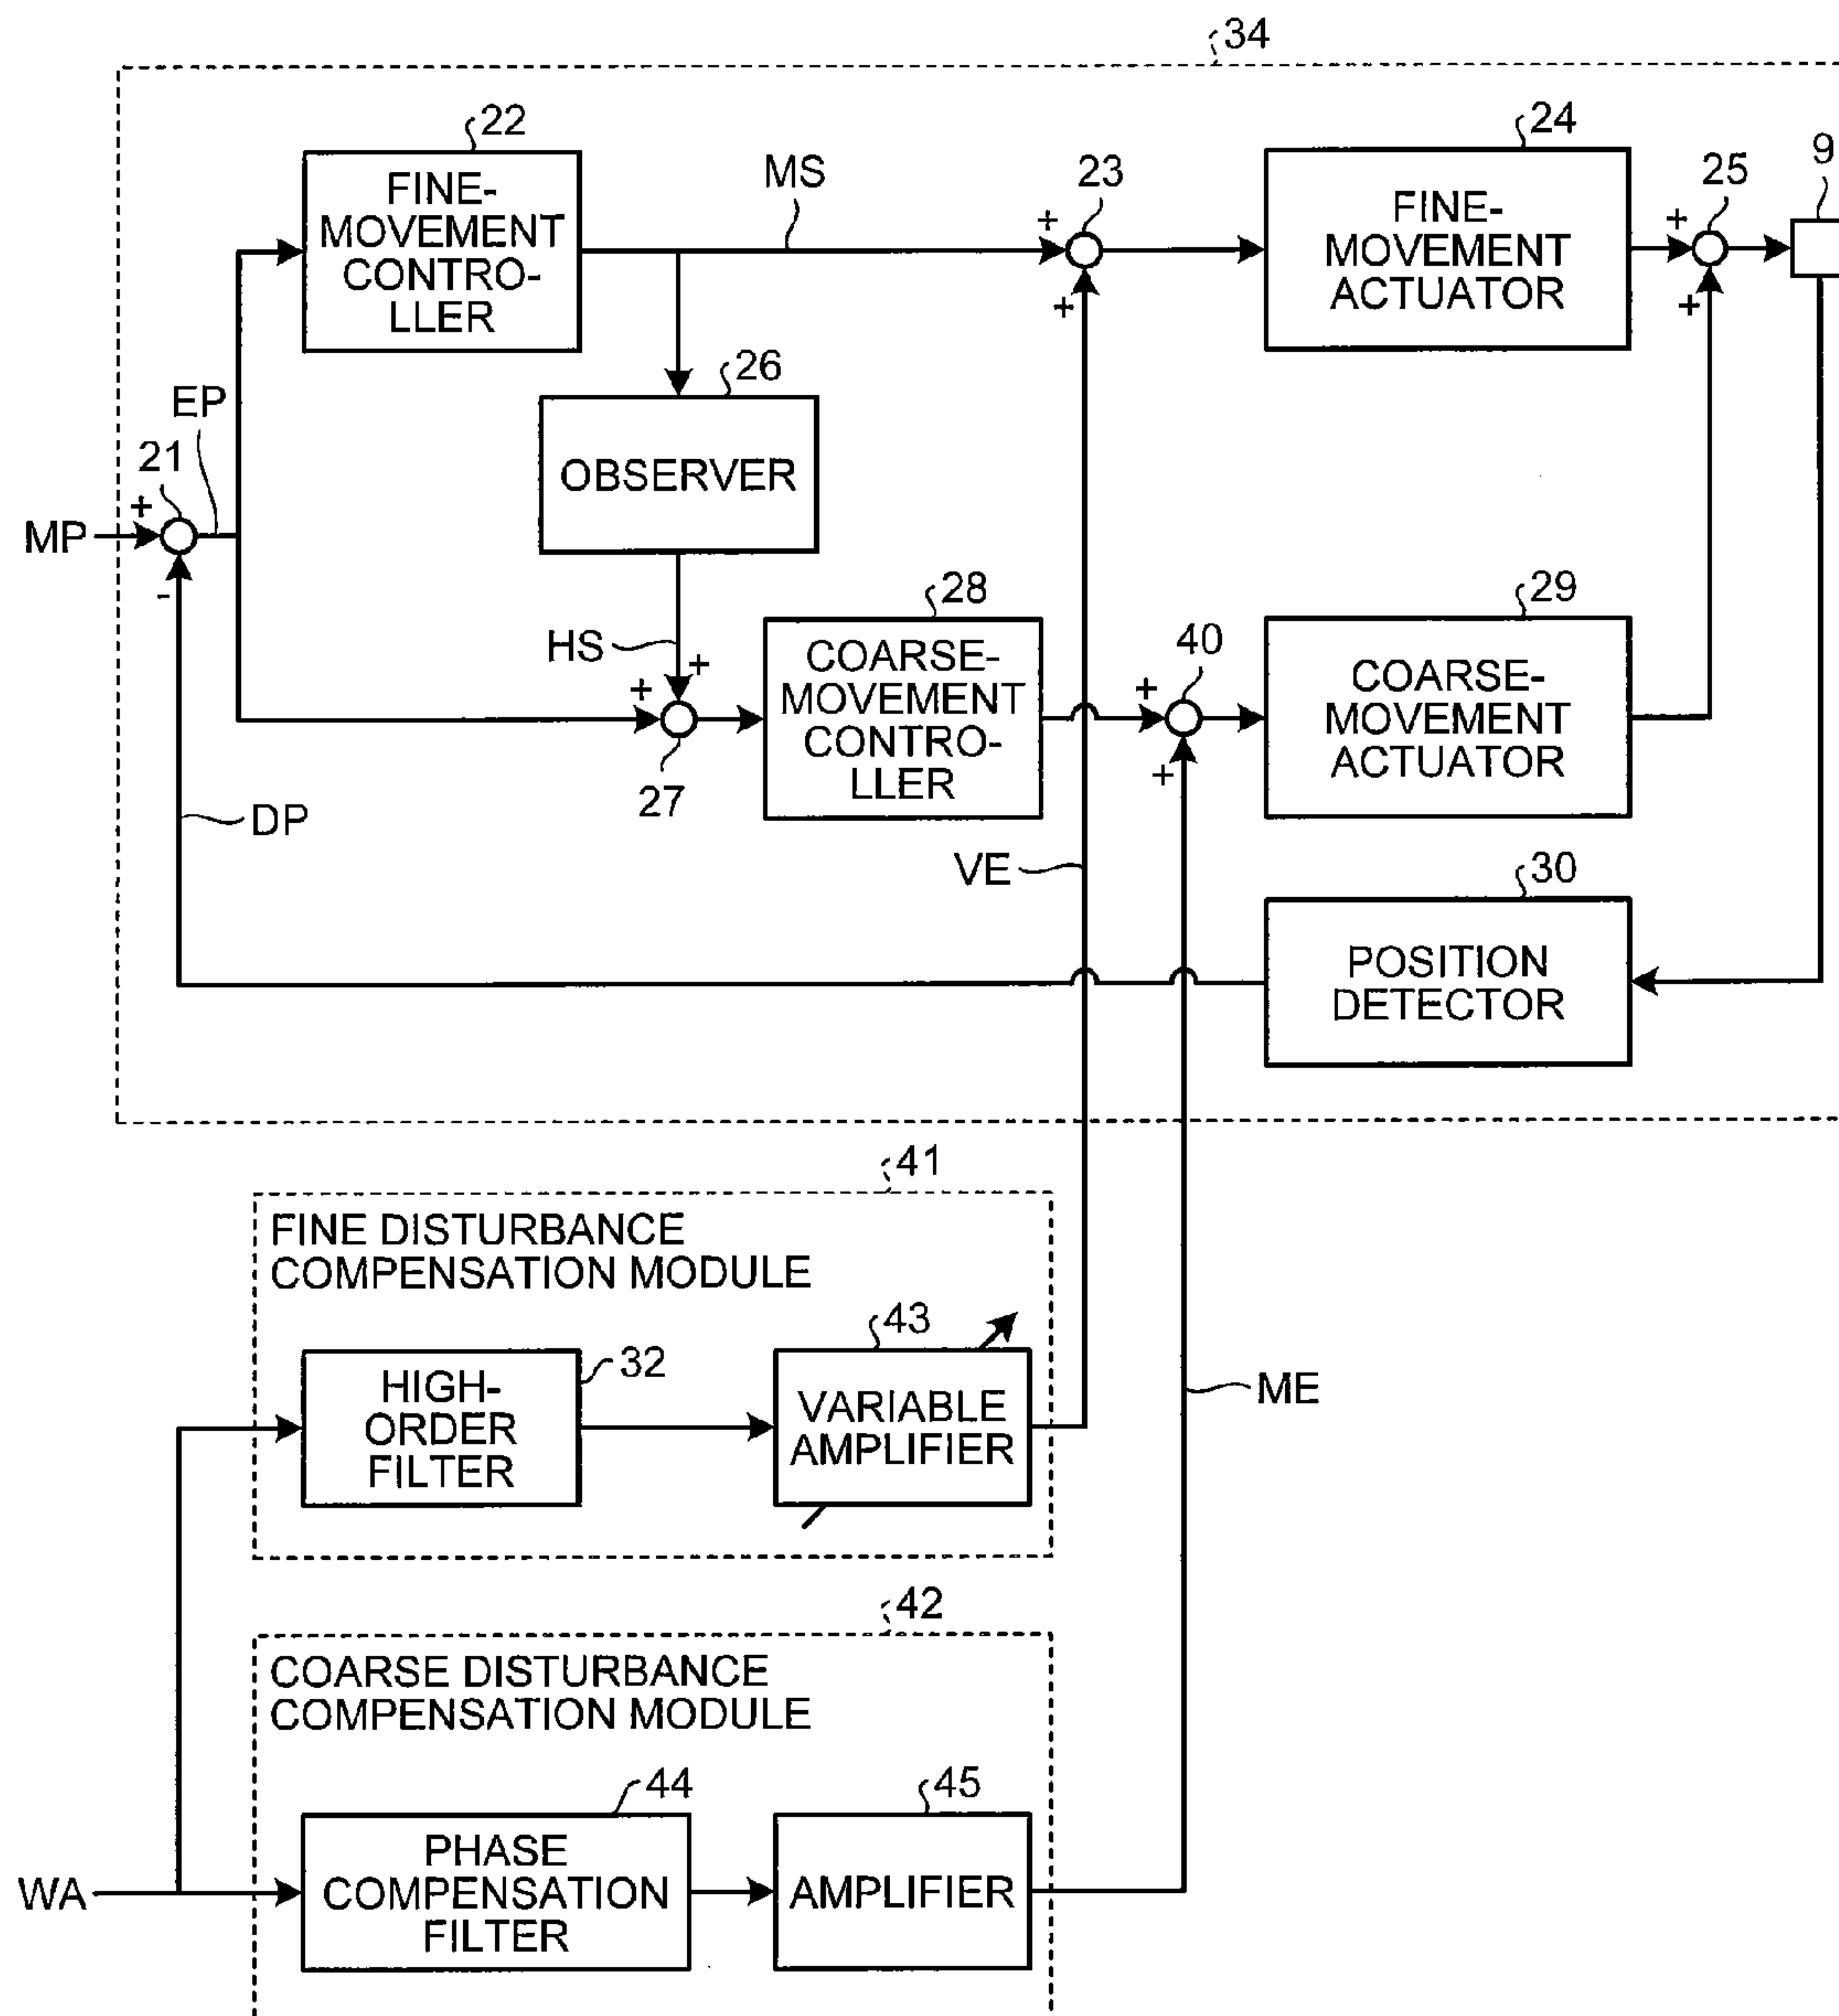 34
22
24
9
MS
23
25
FINE-
MOVEMENT
CONTRO-
LLER
FINE-
MOVEMENT
ACTUATOR
+
+
+
+
26
EP
21
OBSERVER
MP
+
-
28
29
HS
40
+
+
COARSE-
MOVEMENT
CONTRO-
LLER
+
+
COARSE-
MOVEMENT
ACTUATOR
27
DP
VE
30
POSITION
DETECTOR
41
FINE DISTURBANCE
COMPENSATION MODULE
43
32
ME
HIGH-
ORDER
FILTER
VARIABLE
AMPLIFIER
42
COARSE DISTURBANCE
COMPENSATION MODULE
44
45
WA
PHASE
COMPENSATION
FILTER
AMPLIFIER